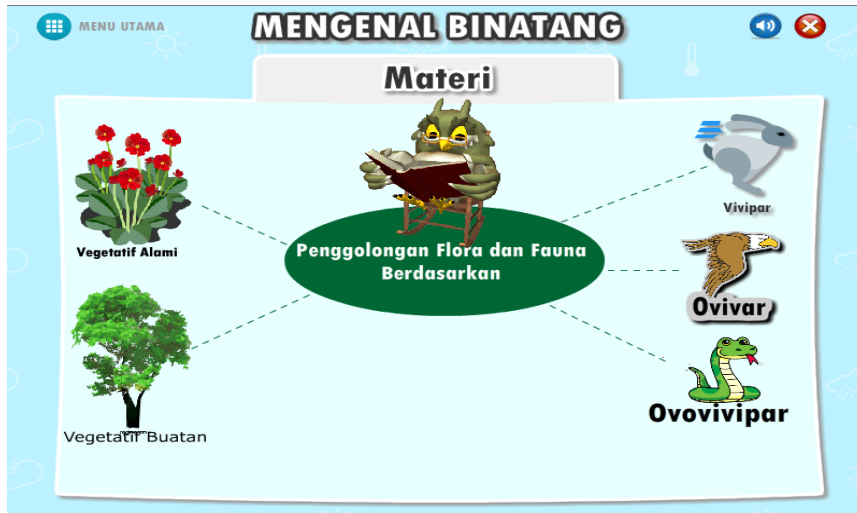 MENU UTAMA
MENGENAL BINATANG
Materi
Vegetatif Alami
Vegetatif Buatan
Penggolongan Flora dan Fauna
Berdasarkan
Vivipar
Ovivar
Ovovivipar